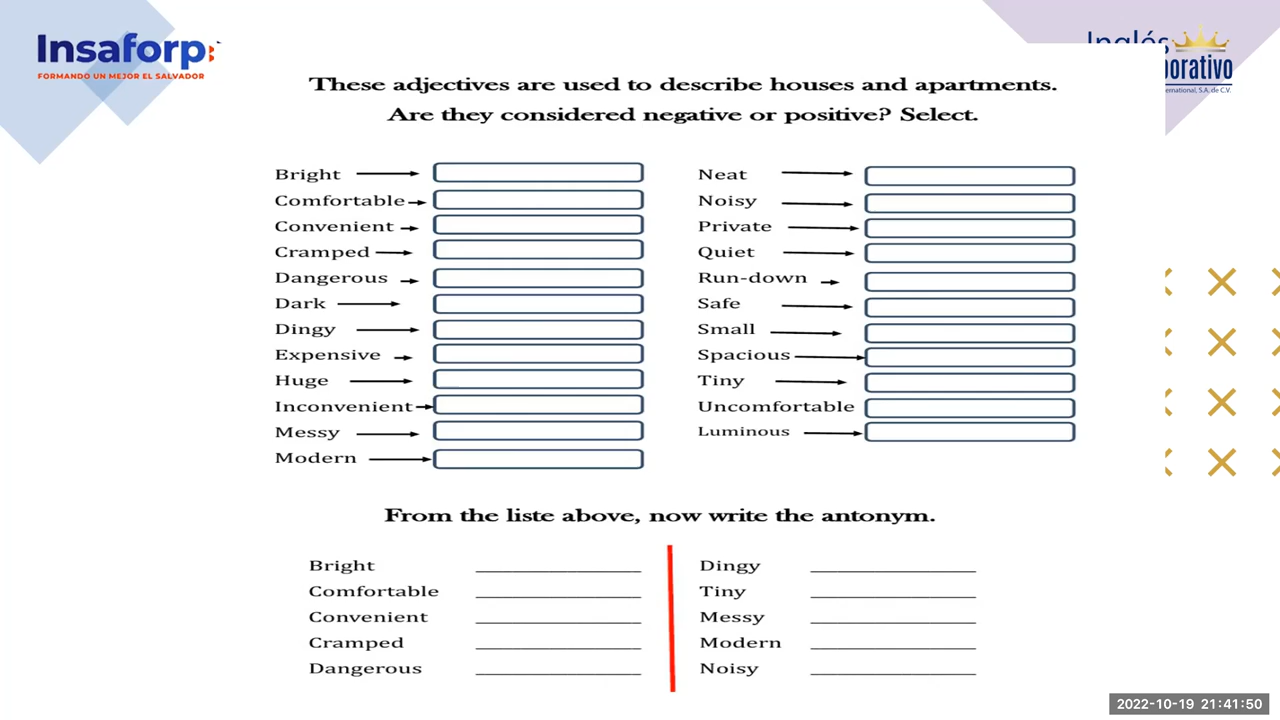 Insaforp
FORMANDO UN MEJOR EL SALVADOR
Inglés
These adjectives are used to describe houses and apartments.
Are they considered negative or positive? Select.
Bright
Comfortable
Convenient
Cramped
Dangerous
Dark
Dingy
Expensive
Huge
Inconvenient
Messy
Modern
Neat
Noisy
Private
Quiet
Run-down
Safe
Small
Spacious
Tiny
Uncomfortable
Luminous
From the liste above, now write the antonym.
Bright
Comfortable
Convenient
Cramped
Dangerous
Dingy
Tiny
Messy
Modern
Noisy
2022-10-19 21:41:50